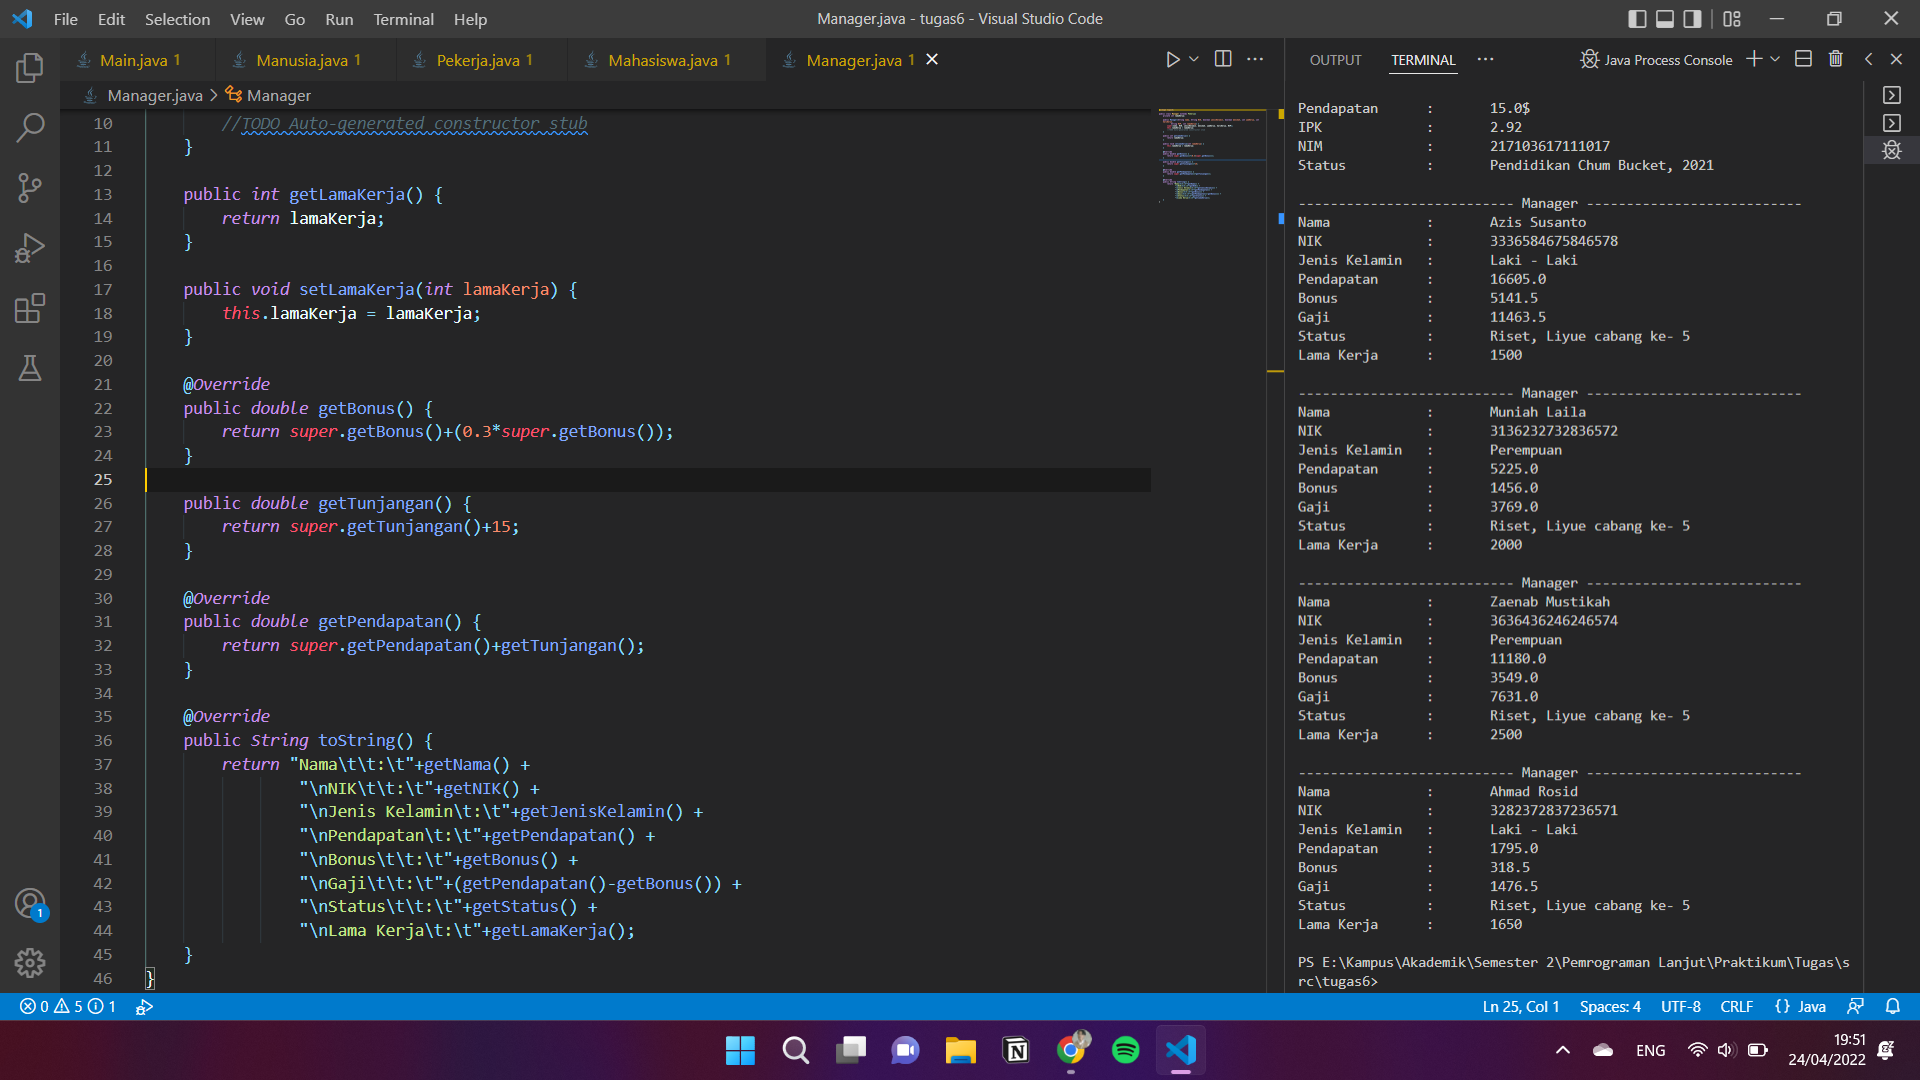 File Edit Selection View Go Run Terminal Help
Manager.java - tugas6 - Visual Studio Code
Main.java 1
Manusia.java 1
Pekerja.java 1
Mahasiswa.java 1
Manager.java 1
Manager.java > Manager
10 //TODO Auto-generated constructor stub
11 }
12
13 public int getLamaKerja() {
14 return lamaKerja;
15 }
16
17 public void setLamaKerja(int lamaKerja) {
18 this.lamaKerja = lamaKerja;
19 }
20
21 @Override
22 public double getBonus() {
23 return super.getBonus()+(0.3*super.getBonus());
24 }
25
26 public double getTunjangan() {
27 return super.getTunjangan()+15;
28 }
29
30 @Override
31 public double getPendapatan() {
32 return super.getPendapatan()+getTunjangan();
33 }
34
35 @Override
36 public String toString() {
37 return "Nama\t\t:\t"+getNama() +
38 "\nNIK\t\t:\t"+getNIK() +
39 "\nJenis Kelamin\t:\t"+getJenisKelamin() +
40 "\nPendapatan\t:\t"+getPendapatan() +
41 "\nBonus\t\t:\t"+getBonus() +
42 "\nGaji\t\t:\t"+(getPendapatan()-getBonus()) +
43 "\nStatus\t\t:\t"+getStatus() +
44 "\nLama Kerja\t:\t"+getLamaKerja();
45 }
46 }
OUTPUT TERMINAL ··· Java Process Console
Pendapatan : 15.0$
IPK : 2.92
NIM : 217103617111017
Status : Pendidikan Chum Bucket, 2021
--------------------------- Manager ---------------------------
Nama : Azis Susanto
NIK : 3336584675846578
Jenis Kelamin : Laki - Laki
Pendapatan : 16605.0
Bonus : 5141.5
Gaji : 11463.5
Status : Riset, Liyue cabang ke- 5
Lama Kerja : 1500
--------------------------- Manager ---------------------------
Nama : Muniah Laila
NIK : 3136232732836572
Jenis Kelamin : Perempuan
Pendapatan : 5225.0
Bonus : 1456.0
Gaji : 3769.0
Status : Riset, Liyue cabang ke- 5
Lama Kerja : 2000
--------------------------- Manager ---------------------------
Nama : Zaenab Mustikah
NIK : 3636436246246574
Jenis Kelamin : Perempuan
Pendapatan : 11180.0
Bonus : 3549.0
Gaji : 7631.0
Status : Riset, Liyue cabang ke- 5
Lama Kerja : 2500
--------------------------- Manager ---------------------------
Nama : Ahmad Rosid
NIK : 3282372837236571
Jenis Kelamin : Laki - Laki
Pendapatan : 1795.0
Bonus : 318.5
Gaji : 1476.5
Status : Riset, Liyue cabang ke- 5
Lama Kerja : 1650
PS E:\Kampus\Akademik\Semester 2\Pemrograman Lanjut\Praktikum\Tugas\s
rc\tugas6>
1
0 5 1
Ln 25, Col 1 Spaces: 4 UTF-8 CRLF {} Java
ENG
19:51
24/04/2022